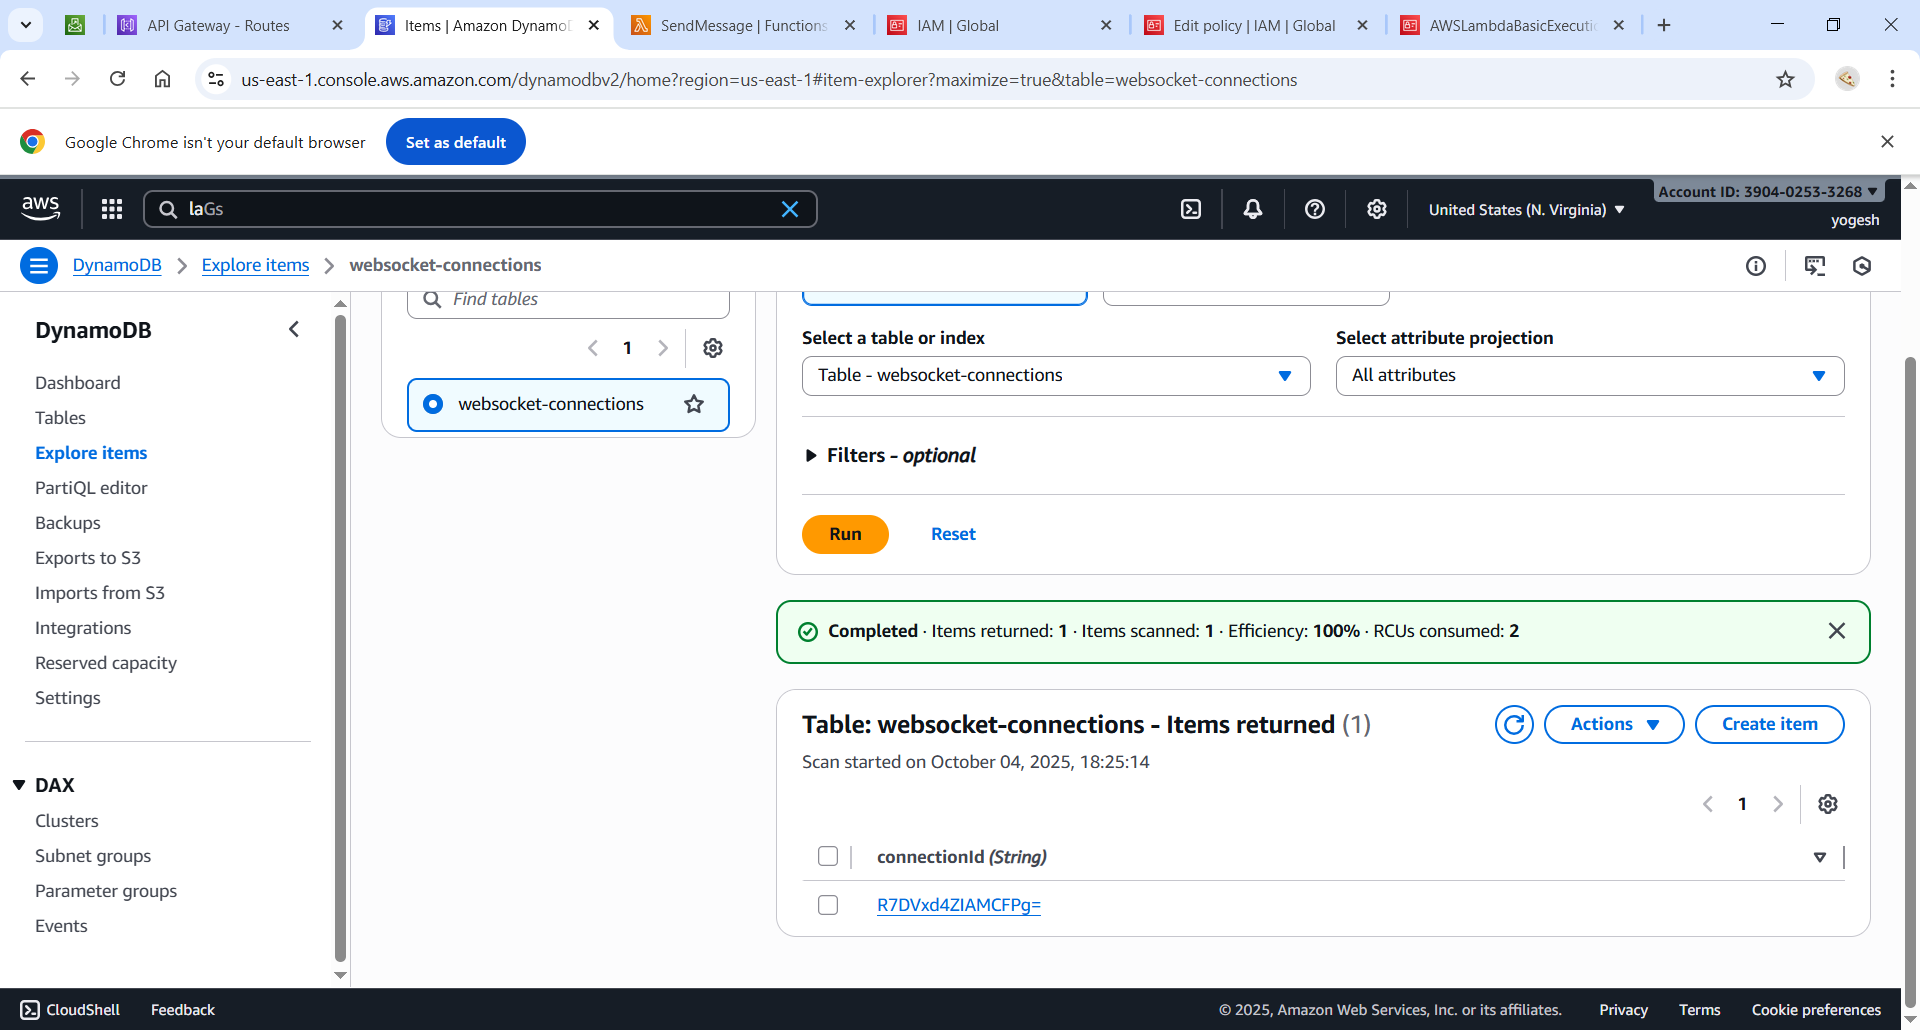 API Gateway - Routes
Items | Amazon DynamoD
SendMessage | Functions
IAM | Global
Edit policy | IAM | Global
AWSLambdaBasicExecutio
us-east-1.console.aws.amazon.com/dynamodbv2/home?region=us-east-1#item-explorer?maximize=true&table=websocket-connections
Google Chrome isn't your default browser
Set as default
aws
laGs
United States (N. Virginia)
Account ID: 3904-0253-3268
yogesh
DynamoDB
Explore items
websocket-connections
DynamoDB
Dashboard
Tables
Explore items
PartiQL editor
Backups
Exports to S3
Imports from S3
Integrations
Reserved capacity
Settings
DAX
Clusters
Subnet groups
Parameter groups
Events
Find tables
1
websocket-connections
Select a table or index
Select attribute projection
Table - websocket-connections
All attributes
Filters - optional
Run
Reset
Completed · Items returned: 1 · Items scanned: 1 · Efficiency: 100% · RCUs consumed: 2
Table: websocket-connections - Items returned (1)
Actions
Create item
Scan started on October 04, 2025, 18:25:14
1
connectionId (String)
R7DVxd4ZIAMCFPg=
CloudShell
Feedback
© 2025, Amazon Web Services, Inc. or its affiliates.
Privacy
Terms
Cookie preferences